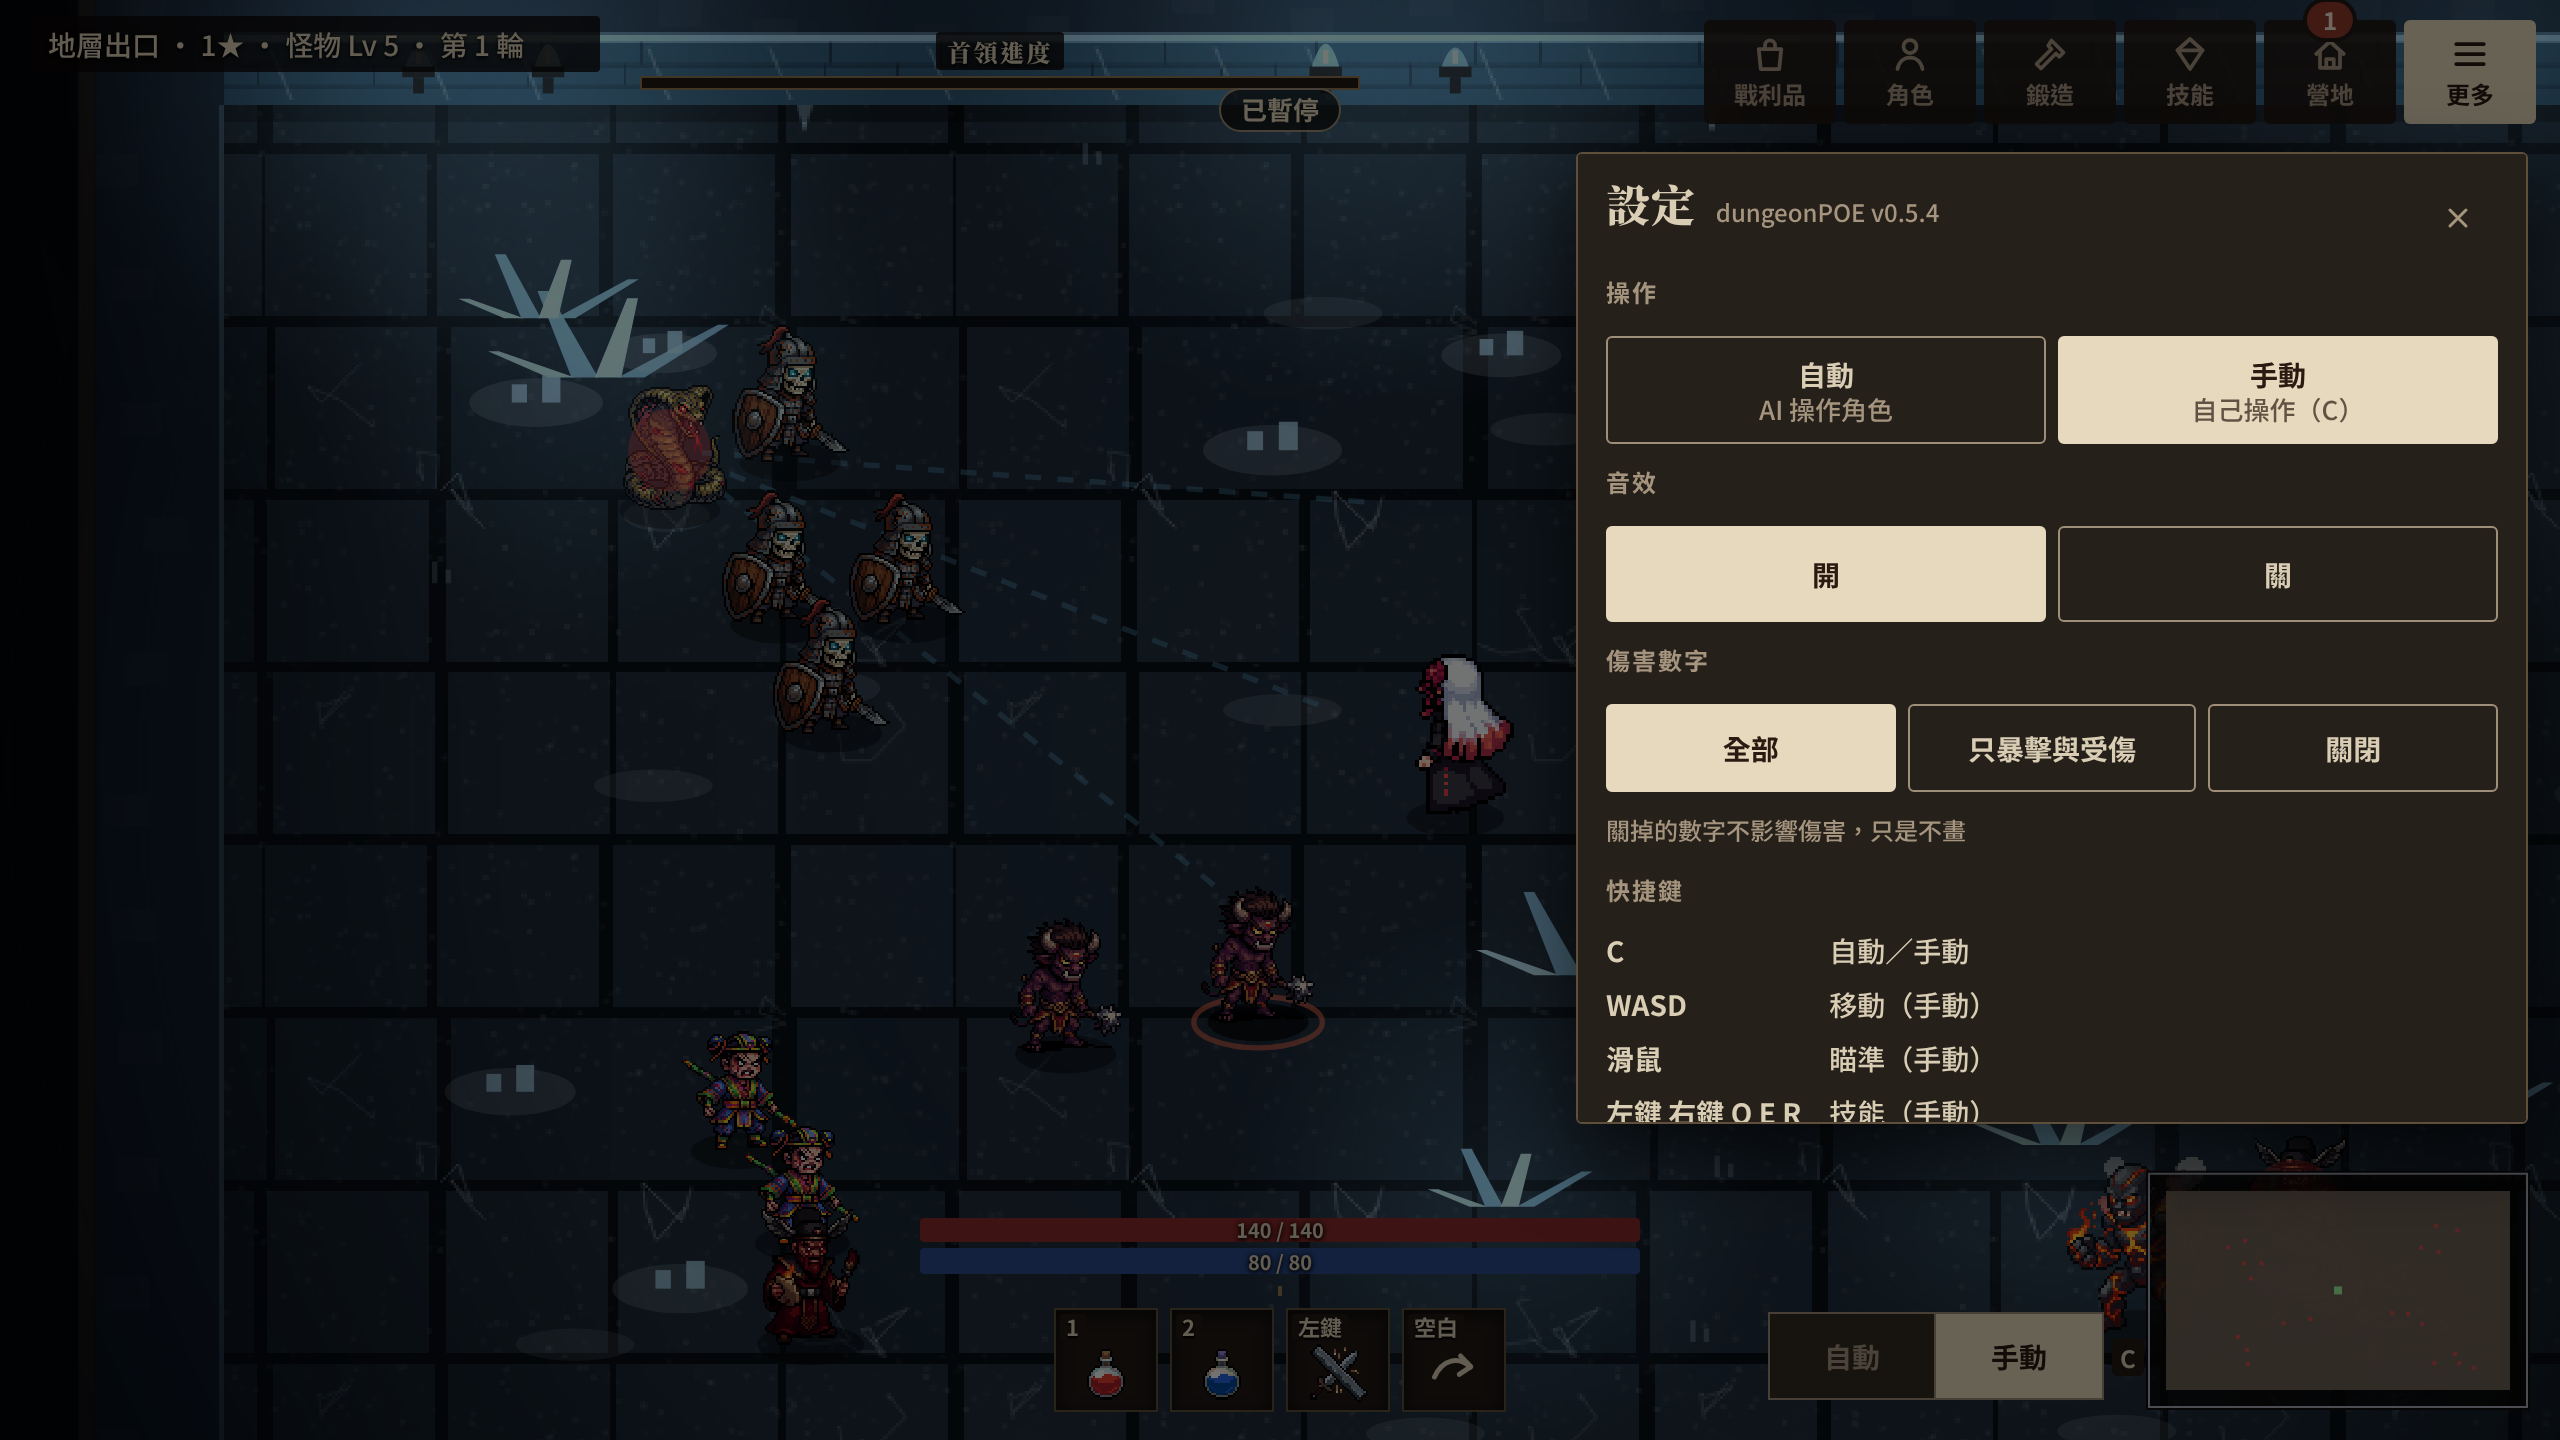 地層出口 · 1★ · 怪物 Lv 5 · 第 1 輪
首領進度
已暫停
戰利品
角色
鍛造
技能
1
營地
更多
設定 dungeonPOE v0.5.4
操作
自動
AI 操作角色
手動
自己操作（C）
音效
開
關
傷害數字
全部
只暴擊與受傷
關閉
關掉的數字不影響傷害，只是不畫
快捷鍵
C 自動／手動
WASD 移動（手動）
滑鼠 瞄準（手動）
左鍵 右鍵 Q E R 技能（手動）
140 / 140
80 / 80
1
2
左鍵
空白
自動
手動
C